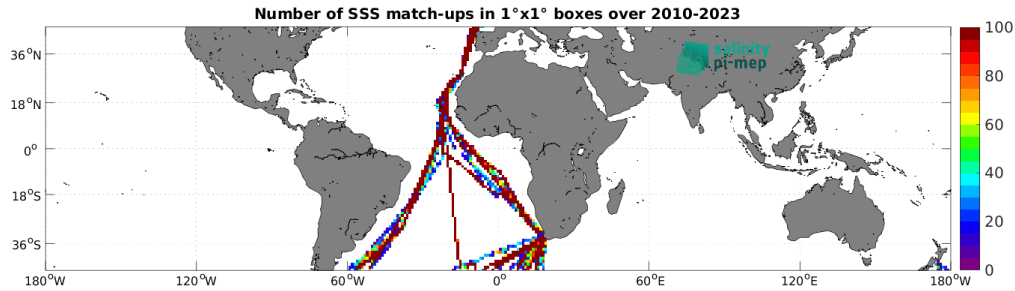 Number of SSS match-ups in 1°x1° boxes over 2010-2023
salinity
pi-mep
36°N
18°N
0°
18°S
36°S
180°W 120°W 60°W 0° 60°E 120°E 180°W
100
80
60
40
20
0